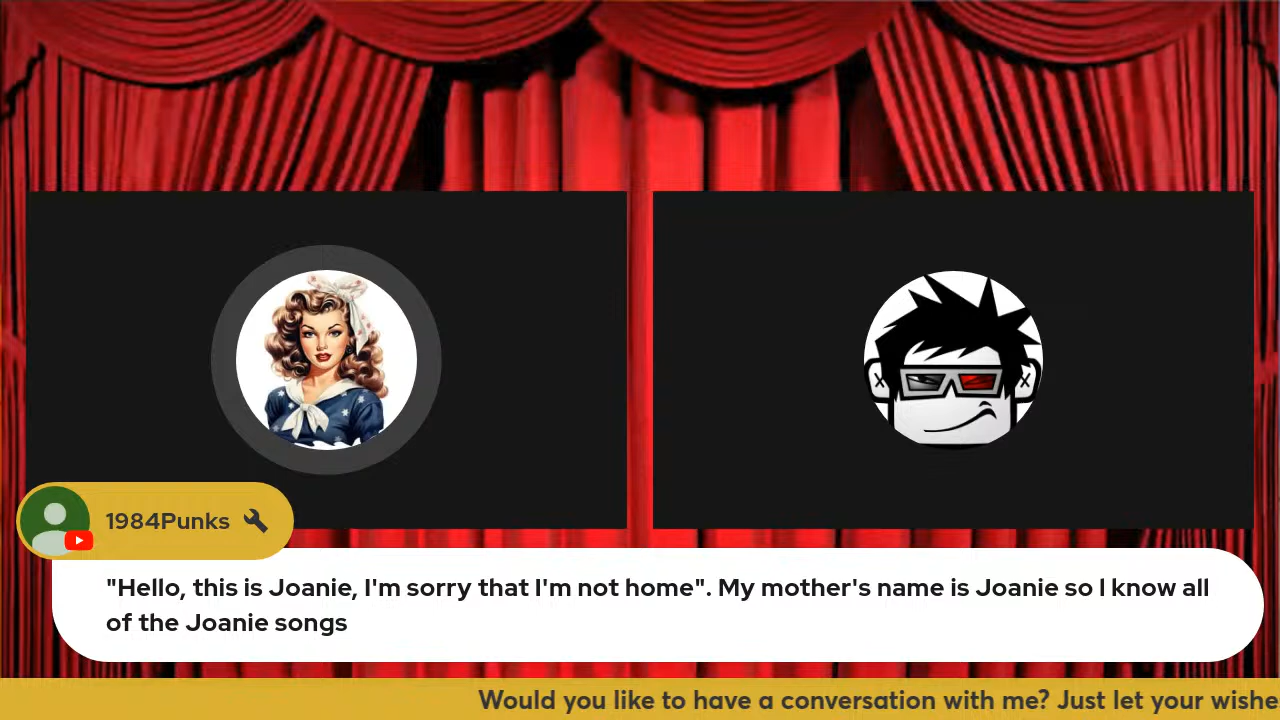 1984Punks
"Hello, this is Joanie, I'm sorry that I'm not home". My mother's name is Joanie so I know all
of the Joanie songs
Would you like to have a conversation with me? Just let your wishe